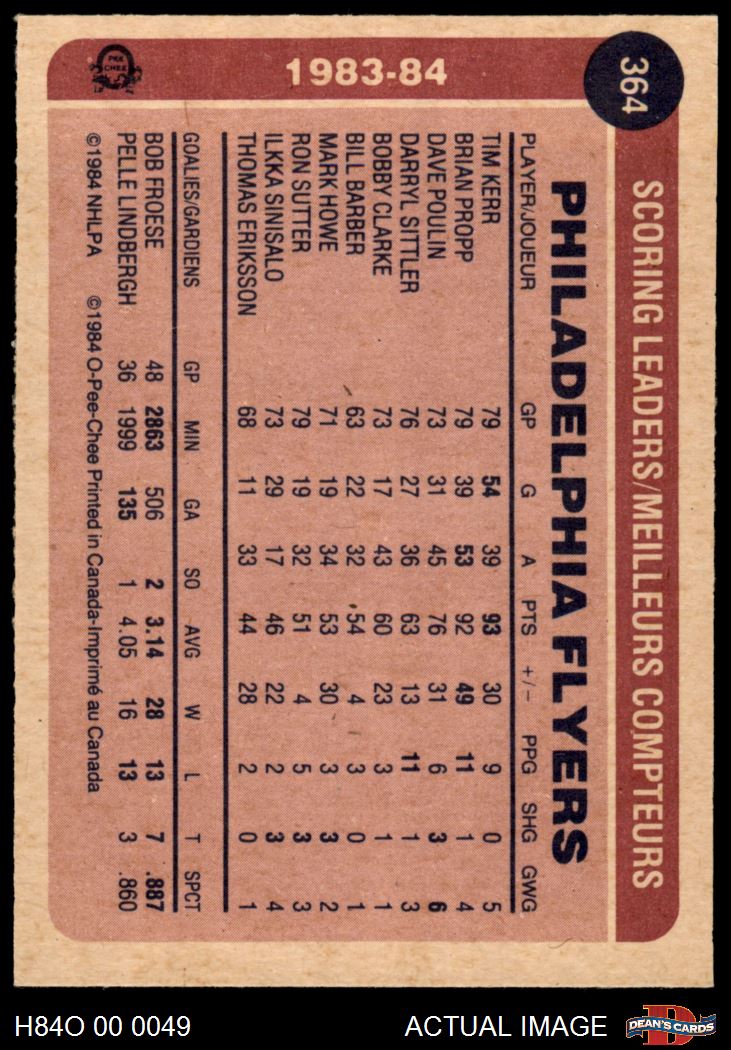 364
SCORING LEADERS/MEILLEURS COMPTEURS
1983-84
PHILADELPHIA FLYERS
PLAYER/JOUEUR GP G A PTS +/- PPG SHG GWG
TIM KERR 79 54 39 93 30 9 0 5
BRIAN PROPP 79 39 53 92 49 11 1 4
DAVE POULIN 73 31 45 76 31 6 3 6
DARRYL SITTLER 76 27 36 63 13 11 1 3
BOBBY CLARKE 73 17 43 60 23 3 1 1
BILL BARBER 63 22 32 54 4 3 0 1
MARK HOWE 71 19 34 53 30 3 3 2
RON SUTTER 79 19 32 51 4 5 3 3
ILKKA SINISALO 73 29 17 46 22 2 3 4
THOMAS ERIKSSON 68 11 33 44 28 2 0 1
GOALIES/GARDIENS GP MIN GA SO AVG W L T SPCT
BOB FROESE 48 2863 506 2 3.14 28 13 7 .887
PELLE LINDBERGH 36 1999 135 1 4.05 16 13 3 .860
©1984 NHLPA ©1984 O-Pee-Chee Printed in Canada-Imprimé au Canada
O
PEE
CHEE
H84O 00 0049
ACTUAL IMAGE
D
DEAN'S CARDS